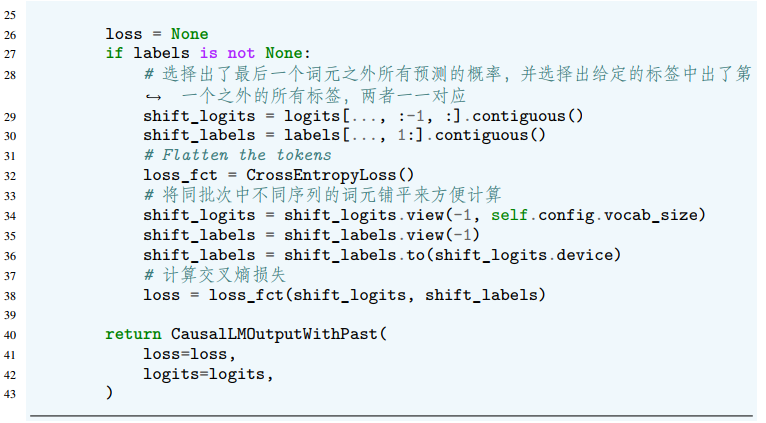 25
26 loss = None
27 if labels is not None:
28 # 选择出了最后一个词元之外所有预测的概率，并选择出给定的标签中出了第
↪ 一个之外的所有标签，两者一一对应
29 shift_logits = logits[..., :-1, :].contiguous()
30 shift_labels = labels[..., 1:].contiguous()
31 # Flatten the tokens
32 loss_fct = CrossEntropyLoss()
33 # 将同批次中不同序列的词元铺平来方便计算
34 shift_logits = shift_logits.view(-1, self.config.vocab_size)
35 shift_labels = shift_labels.view(-1)
36 shift_labels = shift_labels.to(shift_logits.device)
37 # 计算交叉熵损失
38 loss = loss_fct(shift_logits, shift_labels)
39
40 return CausalLMOutputWithPast(
41 loss=loss,
42 logits=logits,
43 )